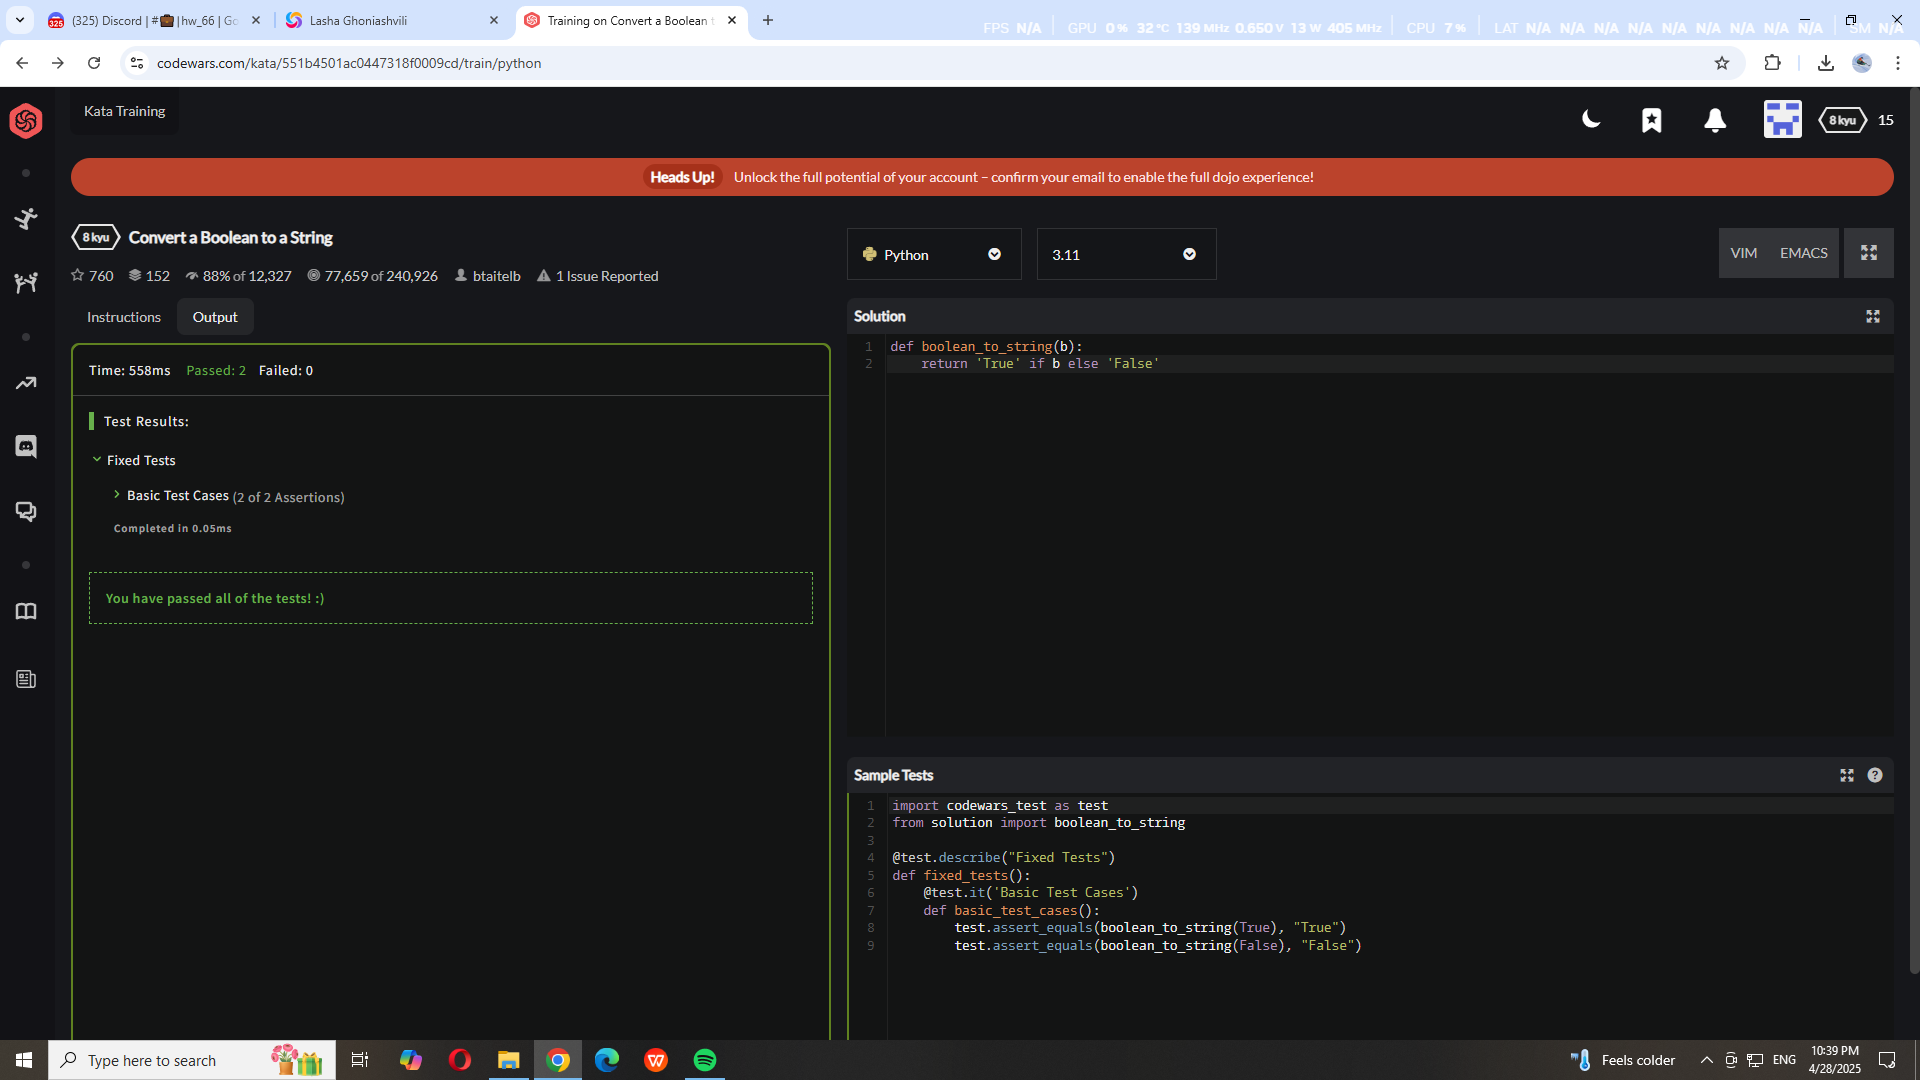 (325) Discord | #💼|hw_66 | Go
Lasha Ghoniashvili
Training on Convert a Boolean t
FPS N/A GPU 0% 32°C 139 MHz 0.650 V 13 W 405 MHz CPU 7% LAT N/A N/A N/A N/A N/A N/A N/A N/A N/A SM N/A
codewars.com/kata/551b4501ac0447318f0009cd/train/python
Kata Training
8 kyu 15
Heads Up! Unlock the full potential of your account – confirm your email to enable the full dojo experience!
8 kyu Convert a Boolean to a String
760 152 88% of 12,327 77,659 of 240,926 btaitelb 1 Issue Reported
Python 3.11 VIM EMACS
Instructions Output
Time: 558ms Passed: 2 Failed: 0
Test Results:
Fixed Tests
Basic Test Cases (2 of 2 Assertions)
Completed in 0.05ms
You have passed all of the tests! :)
Solution
1 def boolean_to_string(b):
2 return 'True' if b else 'False'
Sample Tests
1 import codewars_test as test
2 from solution import boolean_to_string
3
4 @test.describe("Fixed Tests")
5 def fixed_tests():
6 @test.it('Basic Test Cases')
7 def basic_test_cases():
8 test.assert_equals(boolean_to_string(True), "True")
9 test.assert_equals(boolean_to_string(False), "False")
Type here to search
Feels colder
ENG
10:39 PM
4/28/2025